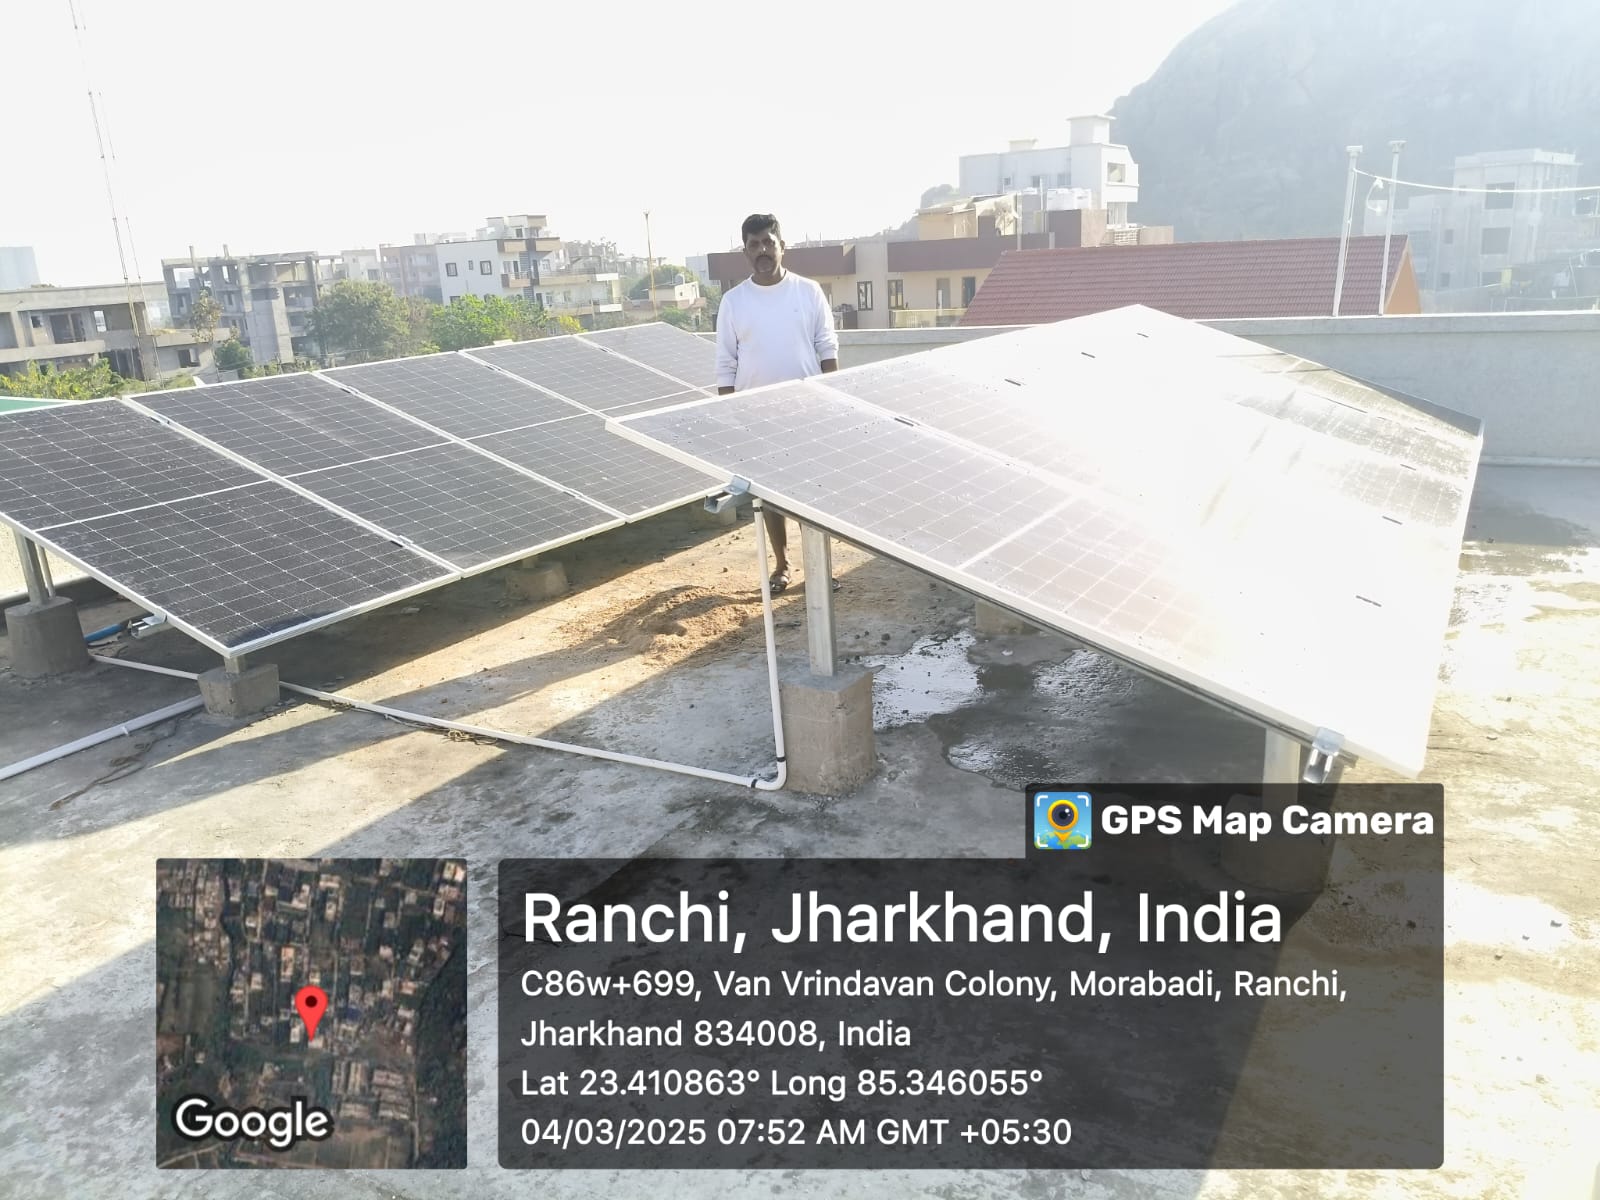 GPS Map Camera
Ranchi, Jharkhand, India
C86w+699, Van Vrindavan Colony, Morabadi, Ranchi,
Jharkhand 834008, India
Lat 23.410863° Long 85.346055°
04/03/2025 07:52 AM GMT +05:30
Google